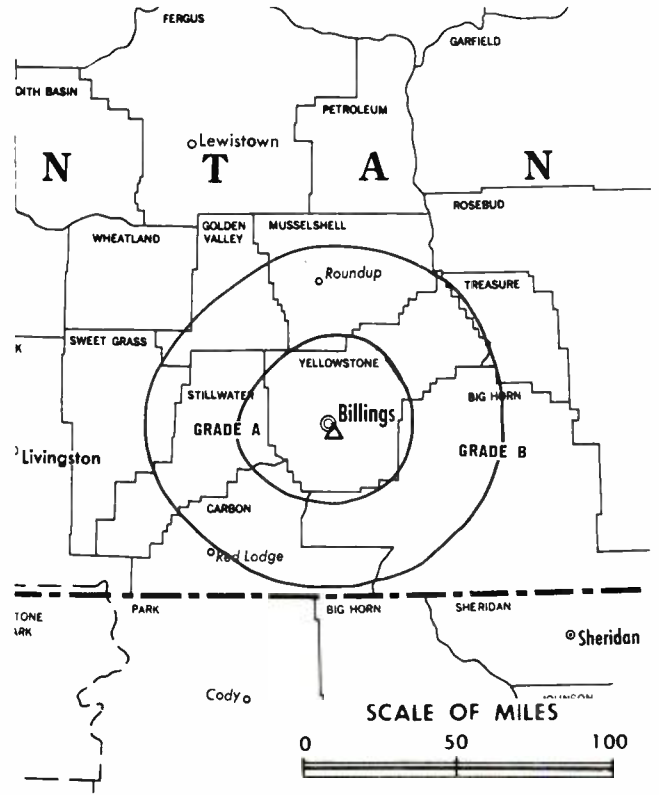 FERGUS
GARFIELD
DITH BASIN
PETROLEUM
Lewistown
N T A N
ROSEBUD
GOLDEN VALLEY
MUSSELSHELL
WHEATLAND
Roundup
TREASURE
K
SWEET GRASS
YELLOWSTONE
STILLWATER
BIG HORN
Billings
GRADE A
GRADE B
Livingston
CARBON
Red Lodge
PARK
BIG HORN
SHERIDAN
TONE
ARK
Sheridan
Cody
JOHNSON
SCALE OF MILES
0 50 100